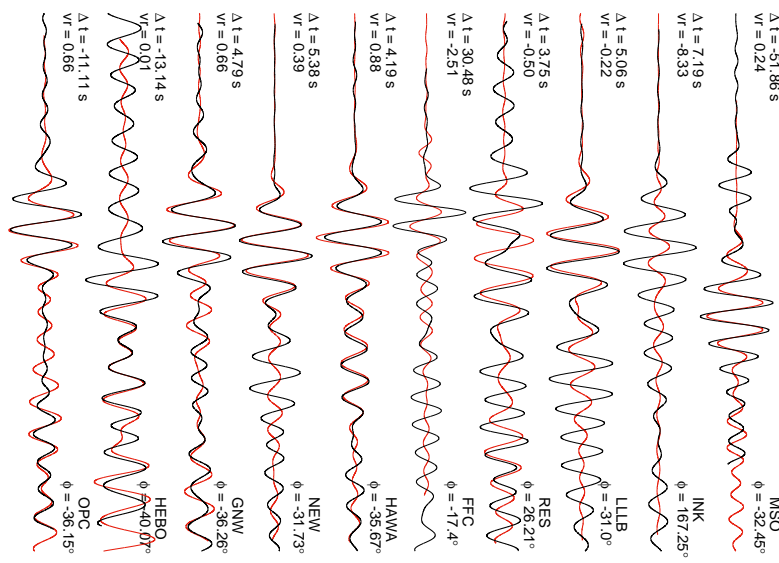 Δ t = -51.86 s
MSO
vr = 0.24
ϕ = -32.45°
Δ t = 7.19 s
INK
vr = -8.33
ϕ = 167.25°
Δ t = 5.06 s
LLLB
vr = -0.22
ϕ = -31.0°
Δ t = 3.75 s
RES
vr = -0.50
ϕ = 26.21°
Δ t = 30.48 s
FFC
vr = -2.51
ϕ = -17.4°
Δ t = 4.19 s
HAWA
vr = 0.88
ϕ = -35.67°
Δ t = 5.38 s
NEW
vr = 0.39
ϕ = -31.73°
Δ t = 4.79 s
GNW
vr = 0.66
ϕ = -36.26°
Δ t = -13.14 s
HEBO
vr = 0.01
ϕ = -40.07°
Δ t = -11.11 s
OPC
vr = 0.66
ϕ = -36.15°